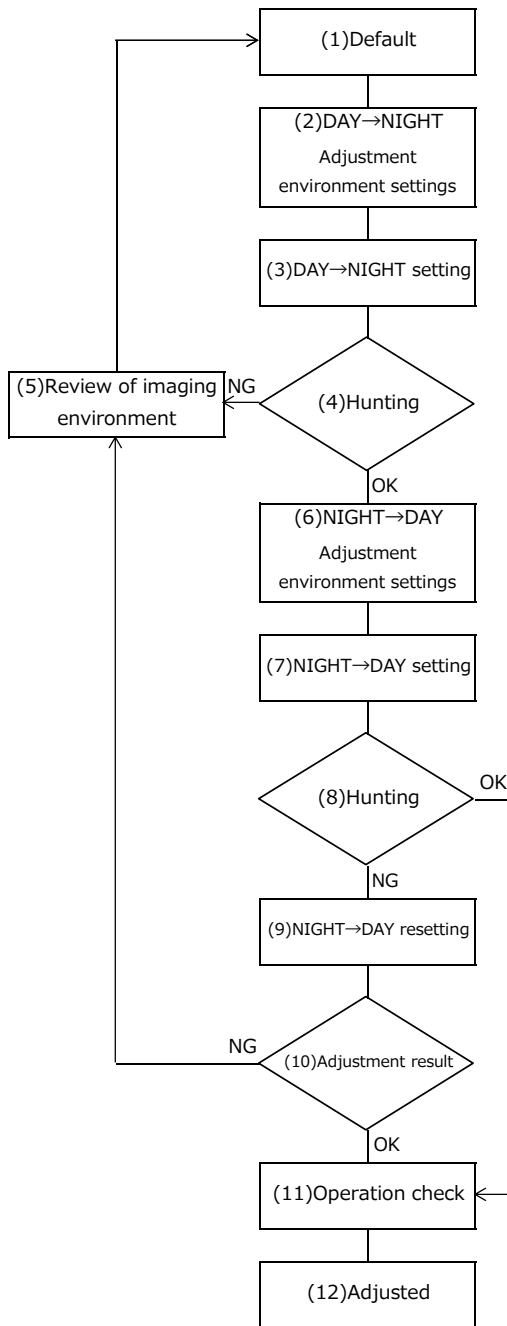 (1)Default
(2)DAY→NIGHT
Adjustment
environment settings
(3)DAY→NIGHT setting
(4)Hunting
NG
(5)Review of imaging
environment
OK
(6)NIGHT→DAY
Adjustment
environment settings
(7)NIGHT→DAY setting
(8)Hunting
OK
NG
(9)NIGHT→DAY resetting
(10)Adjustment result
NG
OK
(11)Operation check
(12)Adjusted